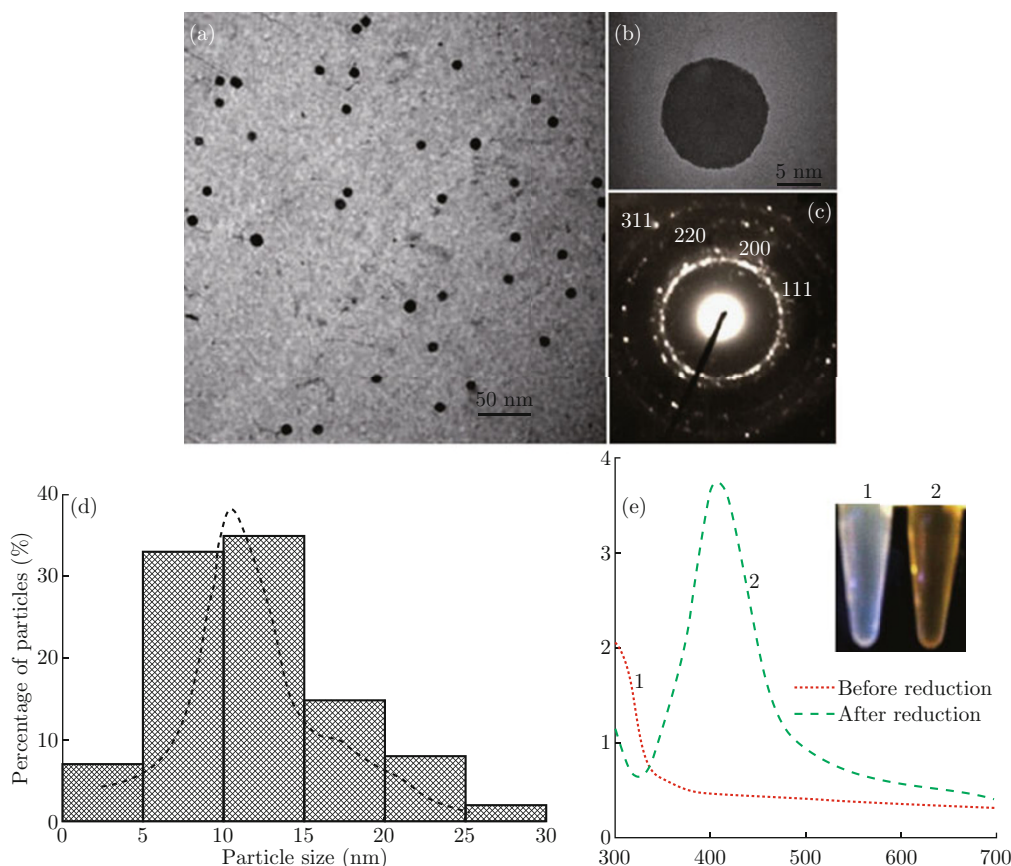 (a)
50 nm
(b)
5 nm
(c)
311
220
200
111
(d)
Percentage of particles (%)
40
30
20
10
0
0 5 10 15 20 25 30
Particle size (nm)
(e)
4
3
2
1
0
1 2
2
1
Before reduction
After reduction
300 400 500 600 700